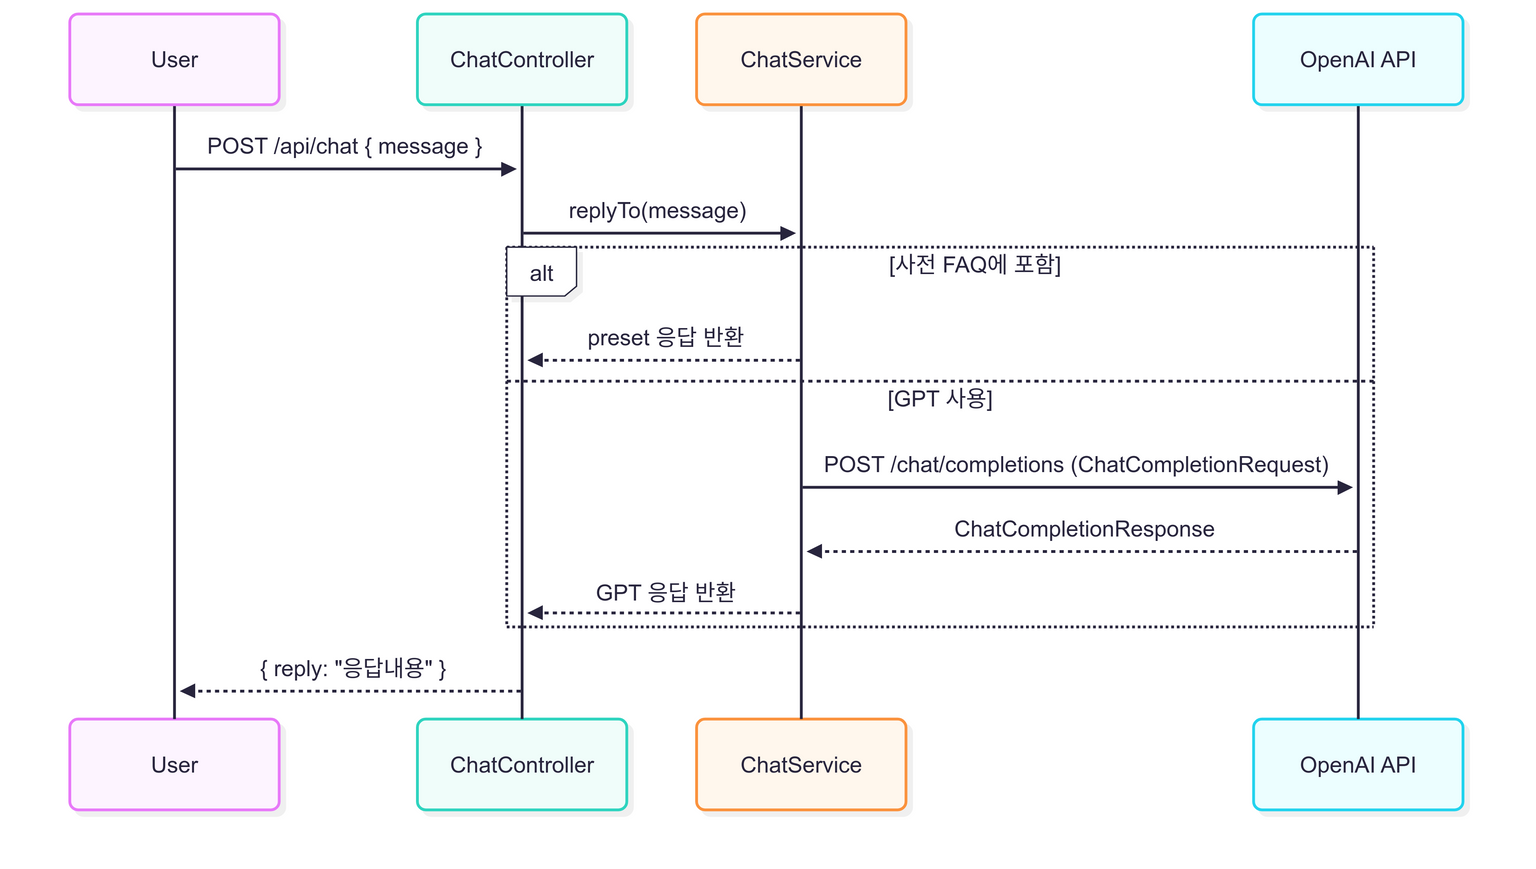 User
ChatController
ChatService
OpenAI API
POST /api/chat { message }
replyTo(message)
alt
[사전 FAQ에 포함]
preset 응답 반환
[GPT 사용]
POST /chat/completions (ChatCompletionRequest)
ChatCompletionResponse
GPT 응답 반환
{ reply: "응답내용" }
User
ChatController
ChatService
OpenAI API